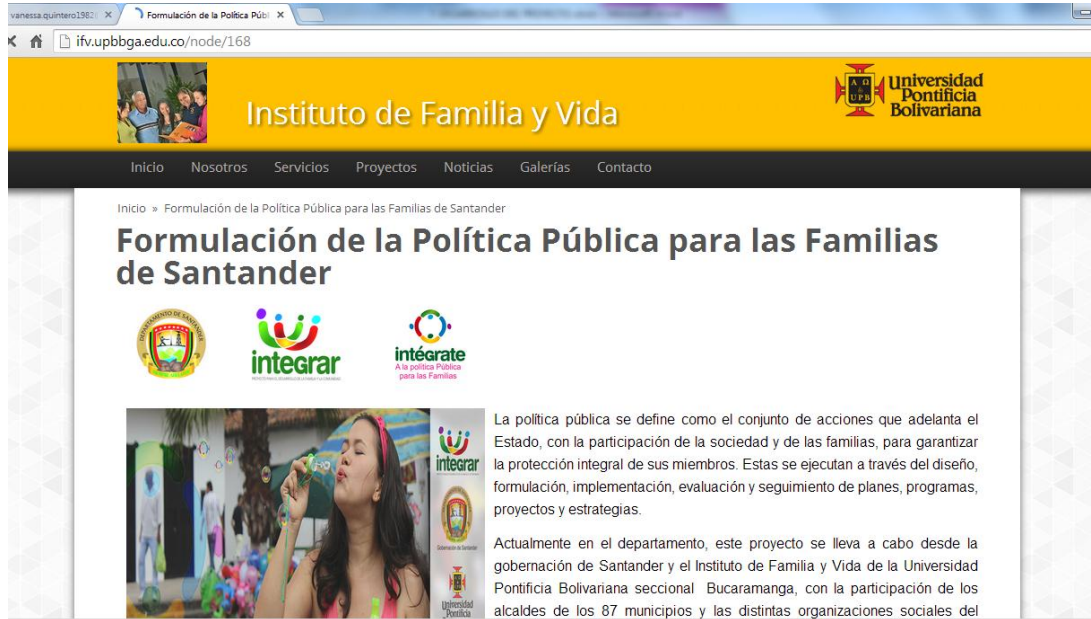 vanessa.quintero1982
Formulación de la Política Públ
ifv.upbbga.edu.co/node/168
Instituto de Familia y Vida
Universidad
Pontificia
Bolivariana
Inicio Nosotros Servicios Proyectos Noticias Galerías Contacto
Inicio » Formulación de la Política Pública para las Familias de Santander
Formulación de la Política Pública para las Familias
de Santander
integrar
intégrate
A la política Pública
para las Familias
integrar
Gobernación de Santander
Universidad
Pontificia
La política pública se define como el conjunto de acciones que adelanta el
Estado, con la participación de la sociedad y de las familias, para garantizar
la protección integral de sus miembros. Estas se ejecutan a través del diseño,
formulación, implementación, evaluación y seguimiento de planes, programas,
proyectos y estrategias.
Actualmente en el departamento, este proyecto se lleva a cabo desde la
gobernación de Santander y el Instituto de Familia y Vida de la Universidad
Pontificia Bolivariana seccional Bucaramanga, con la participación de los
alcaldes de los 87 municipios y las distintas organizaciones sociales del